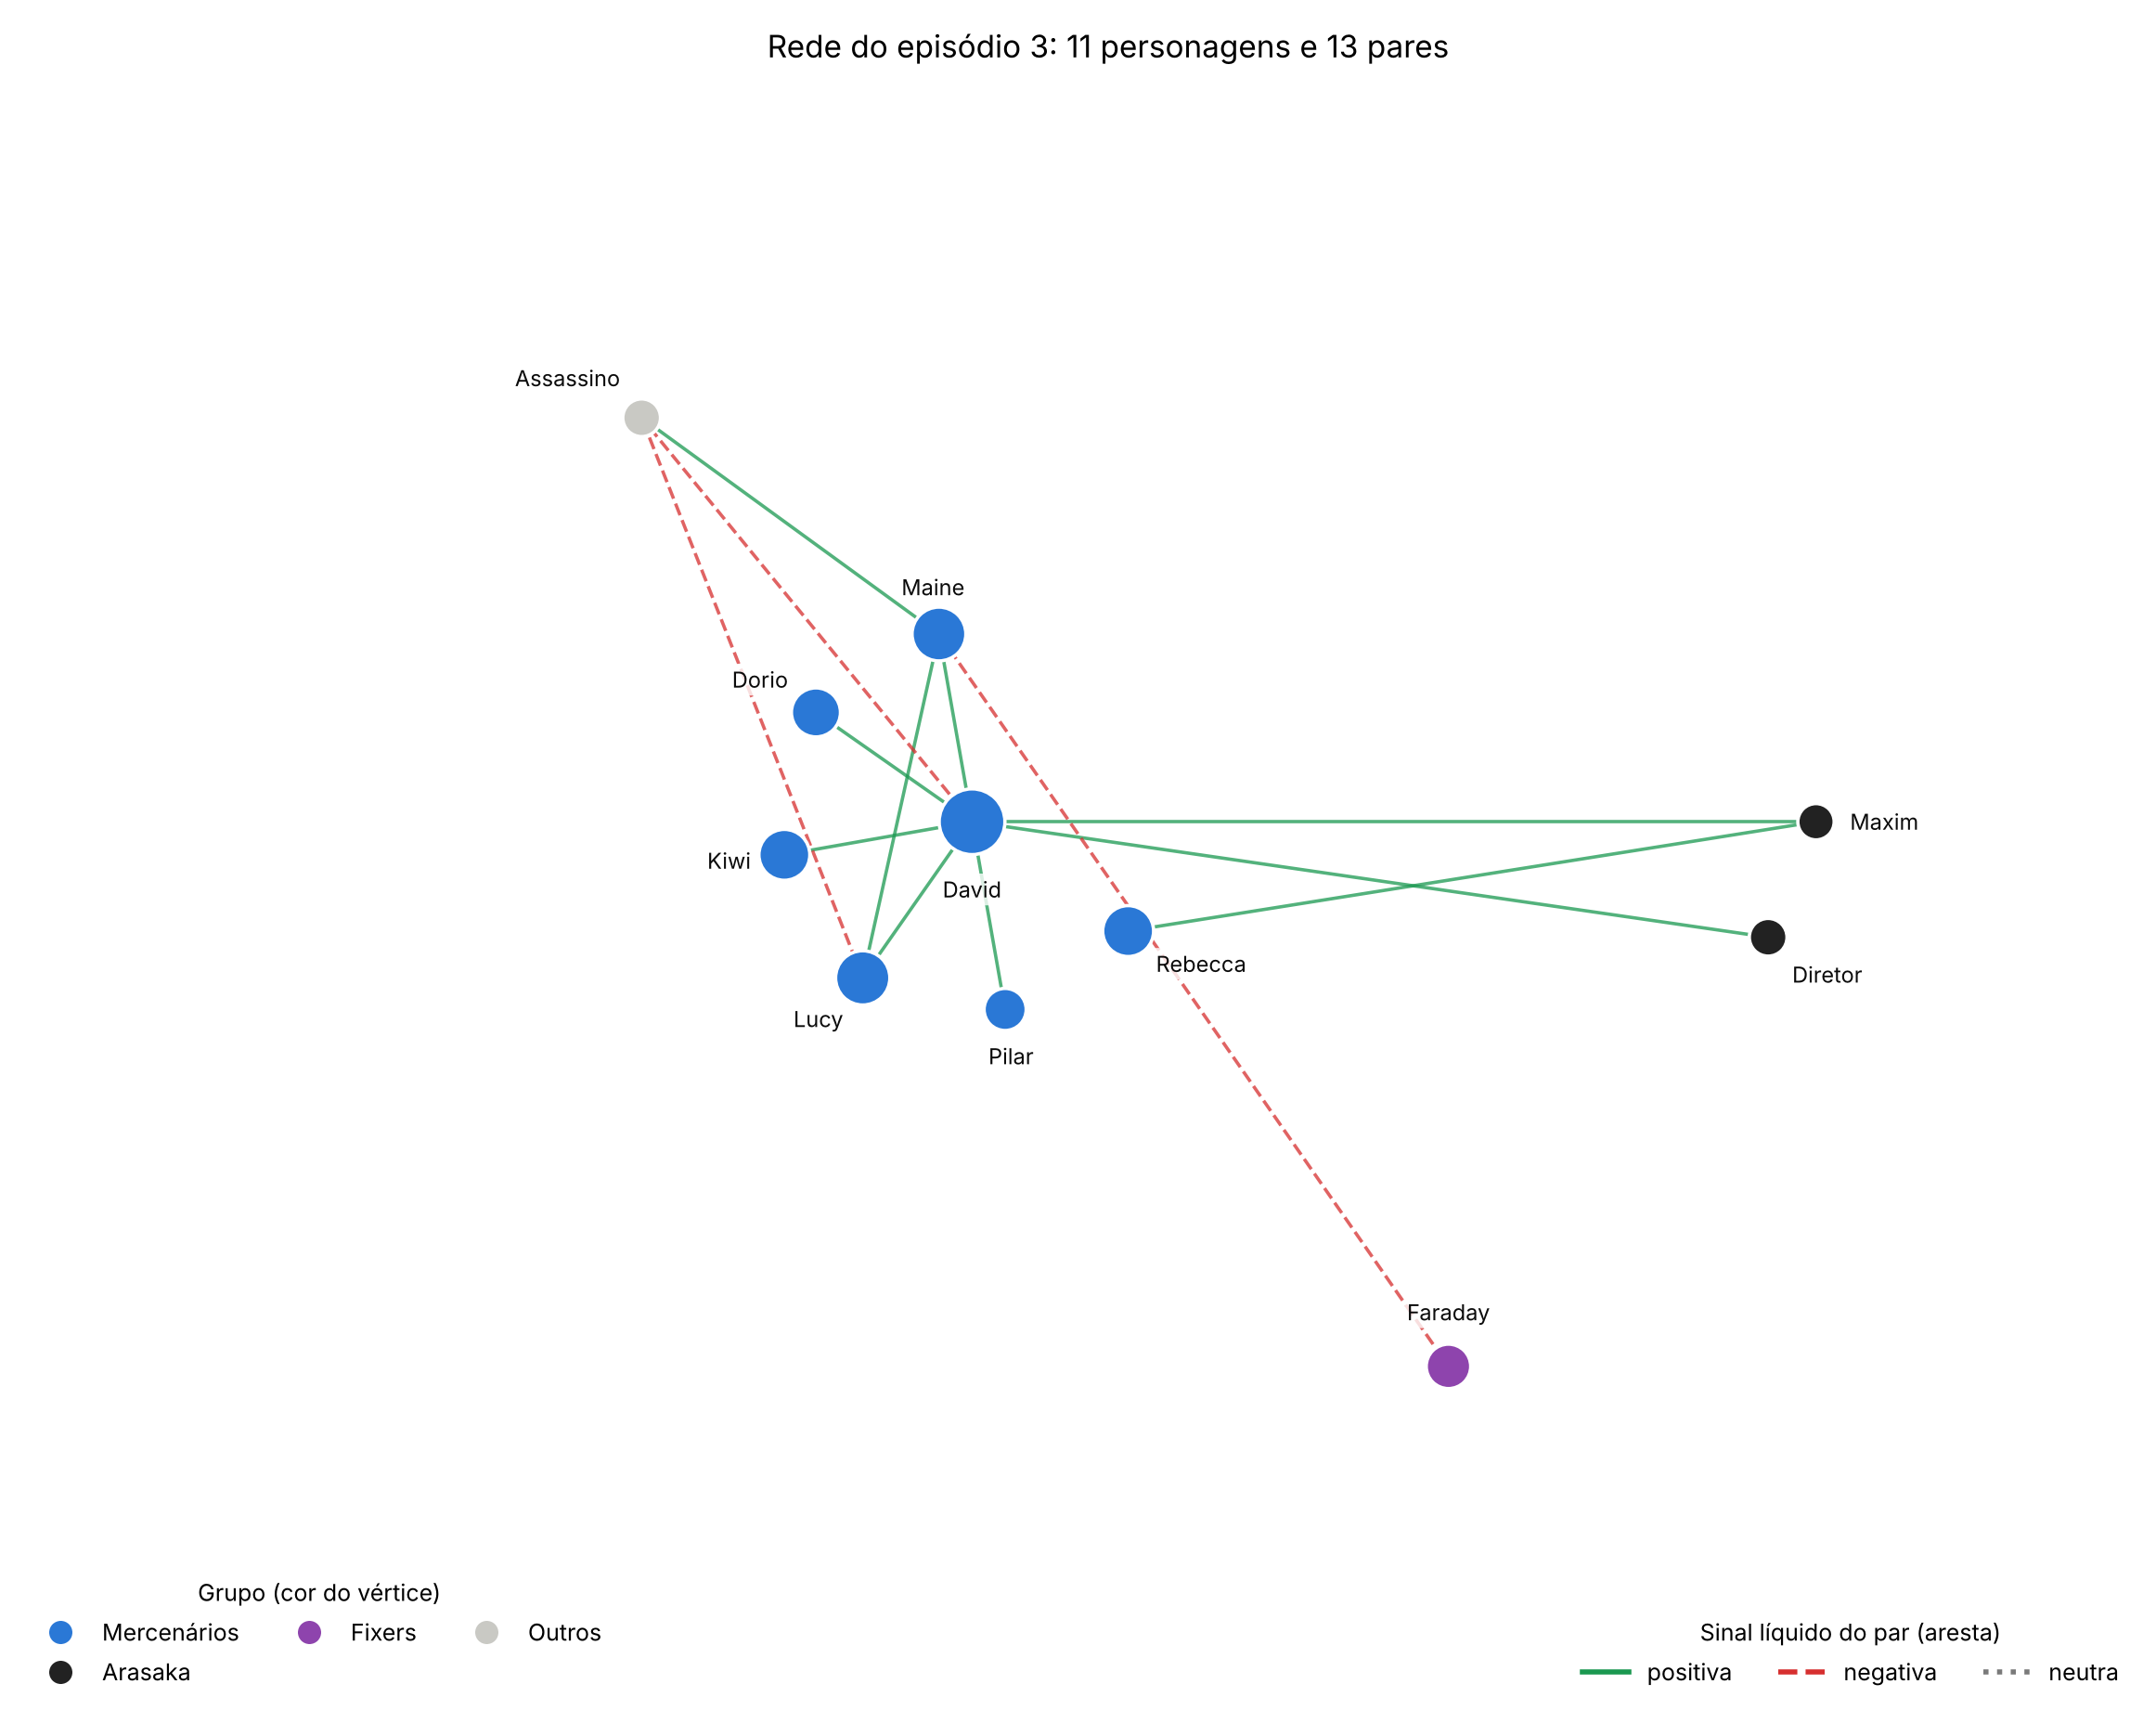 Rede do episódio 3: 11 personagens e 13 pares
Assassino
Maine
Dorio
Maxim
Kiwi
David
Rebecca
Diretor
Lucy
Pilar
Faraday
Grupo (cor do vértice)
Mercenários
Fixers
Outros
Arasaka
Sinal líquido do par (aresta)
positiva
negativa
neutra